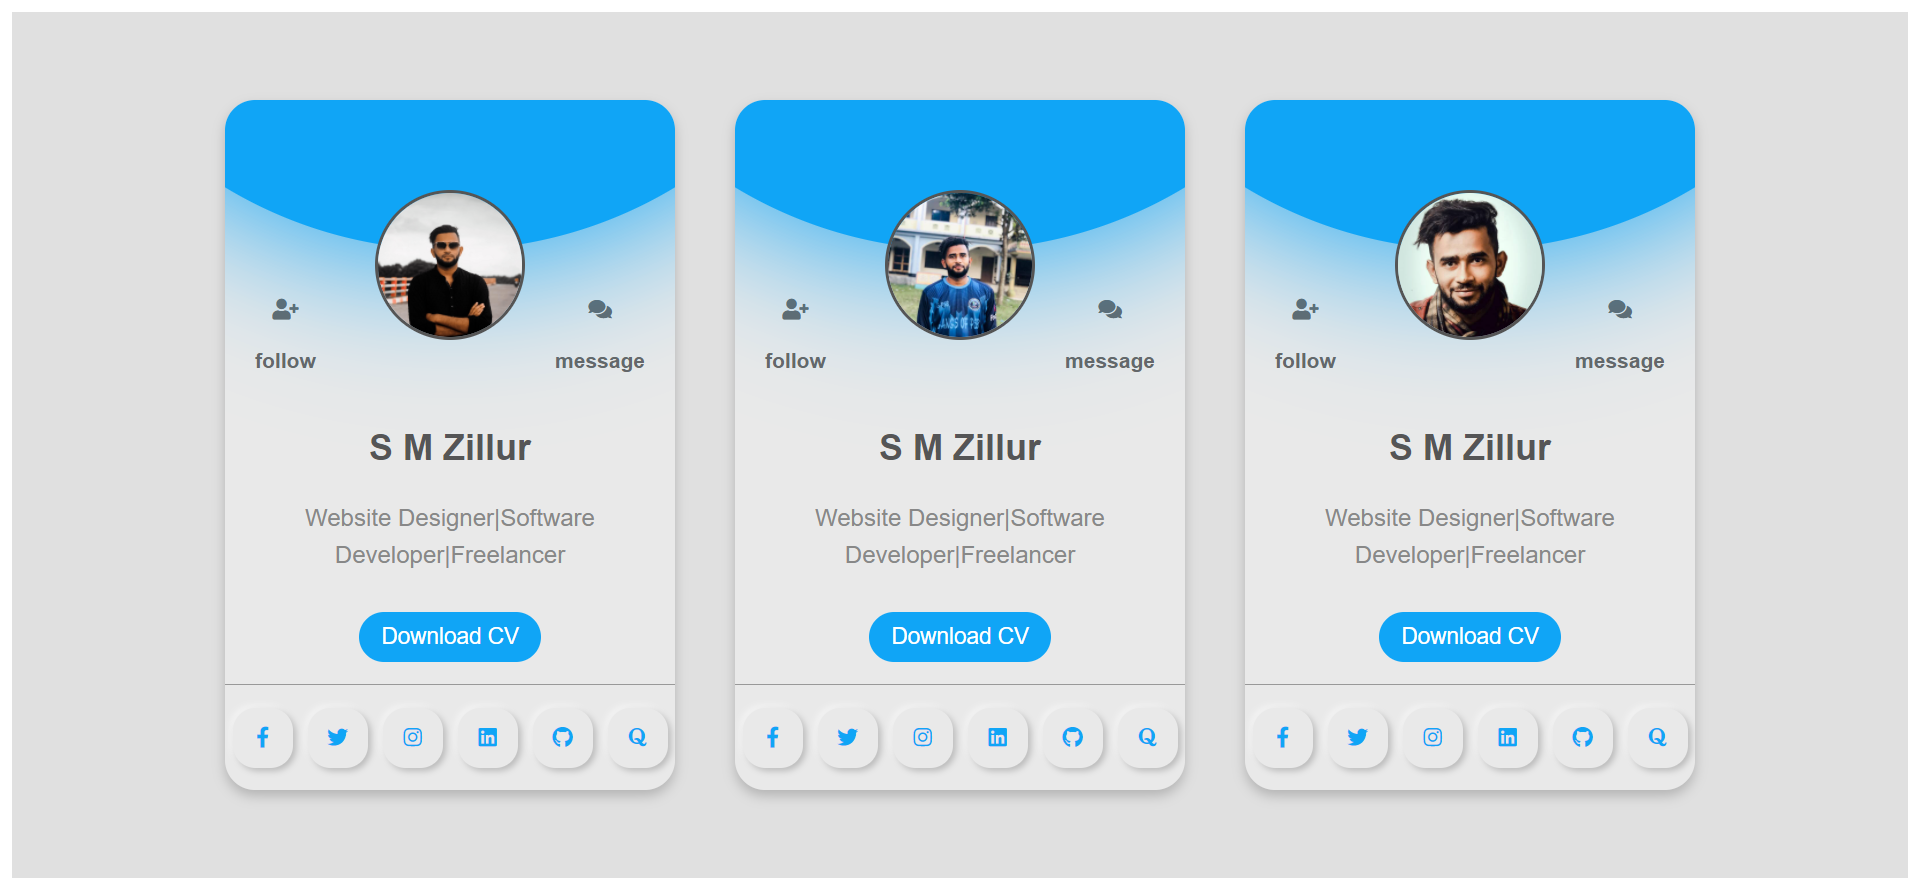 follow
message
S M Zillur
Website Designer|Software
Developer|Freelancer
Download CV
follow
message
S M Zillur
Website Designer|Software
Developer|Freelancer
Download CV
follow
message
S M Zillur
Website Designer|Software
Developer|Freelancer
Download CV